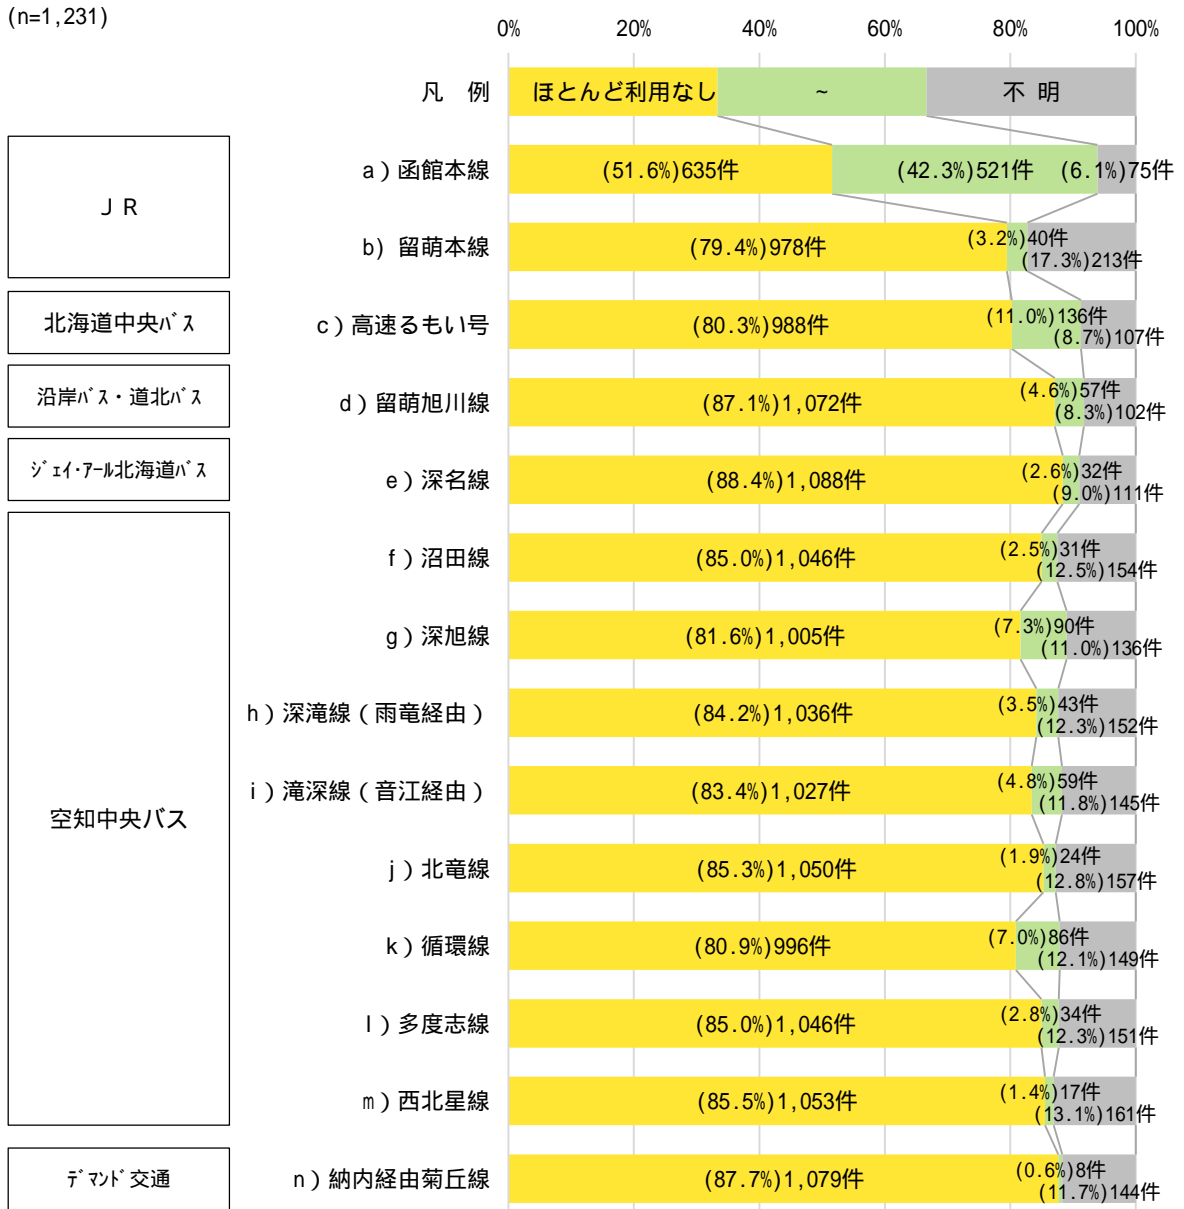 (n=1,231)
0% 20% 40% 60% 80% 100%
凡 例 ほとんど利用なし ~ 不 明
ＪＲ
a）函館本線 (51.6%)635件 (42.3%)521件 (6.1%)75件
b) 留萌本線 (79.4%)978件 (3.2%)40件 (17.3%)213件
北海道中央ﾊﾞｽ
c）高速るもい号 (80.3%)988件 (11.0%)136件 (8.7%)107件
沿岸ﾊﾞｽ・道北ﾊﾞｽ
d）留萌旭川線 (87.1%)1,072件 (4.6%)57件 (8.3%)102件
ｼﾞｪｲ・ｱｰﾙ北海道ﾊﾞｽ
e）深名線 (88.4%)1,088件 (2.6%)32件 (9.0%)111件
空知中央バス
f）沼田線 (85.0%)1,046件 (2.5%)31件 (12.5%)154件
g）深旭線 (81.6%)1,005件 (7.3%)90件 (11.0%)136件
h）深滝線（雨竜経由） (84.2%)1,036件 (3.5%)43件 (12.3%)152件
i）滝深線（音江経由） (83.4%)1,027件 (4.8%)59件 (11.8%)145件
j）北竜線 (85.3%)1,050件 (1.9%)24件 (12.8%)157件
k）循環線 (80.9%)996件 (7.0%)86件 (12.1%)149件
l）多度志線 (85.0%)1,046件 (2.8%)34件 (12.3%)151件
m）西北星線 (85.5%)1,053件 (1.4%)17件 (13.1%)161件
ﾃﾞﾏﾝﾄﾞ交通
n）納内経由菊丘線 (87.7%)1,079件 (0.6%)8件 (11.7%)144件